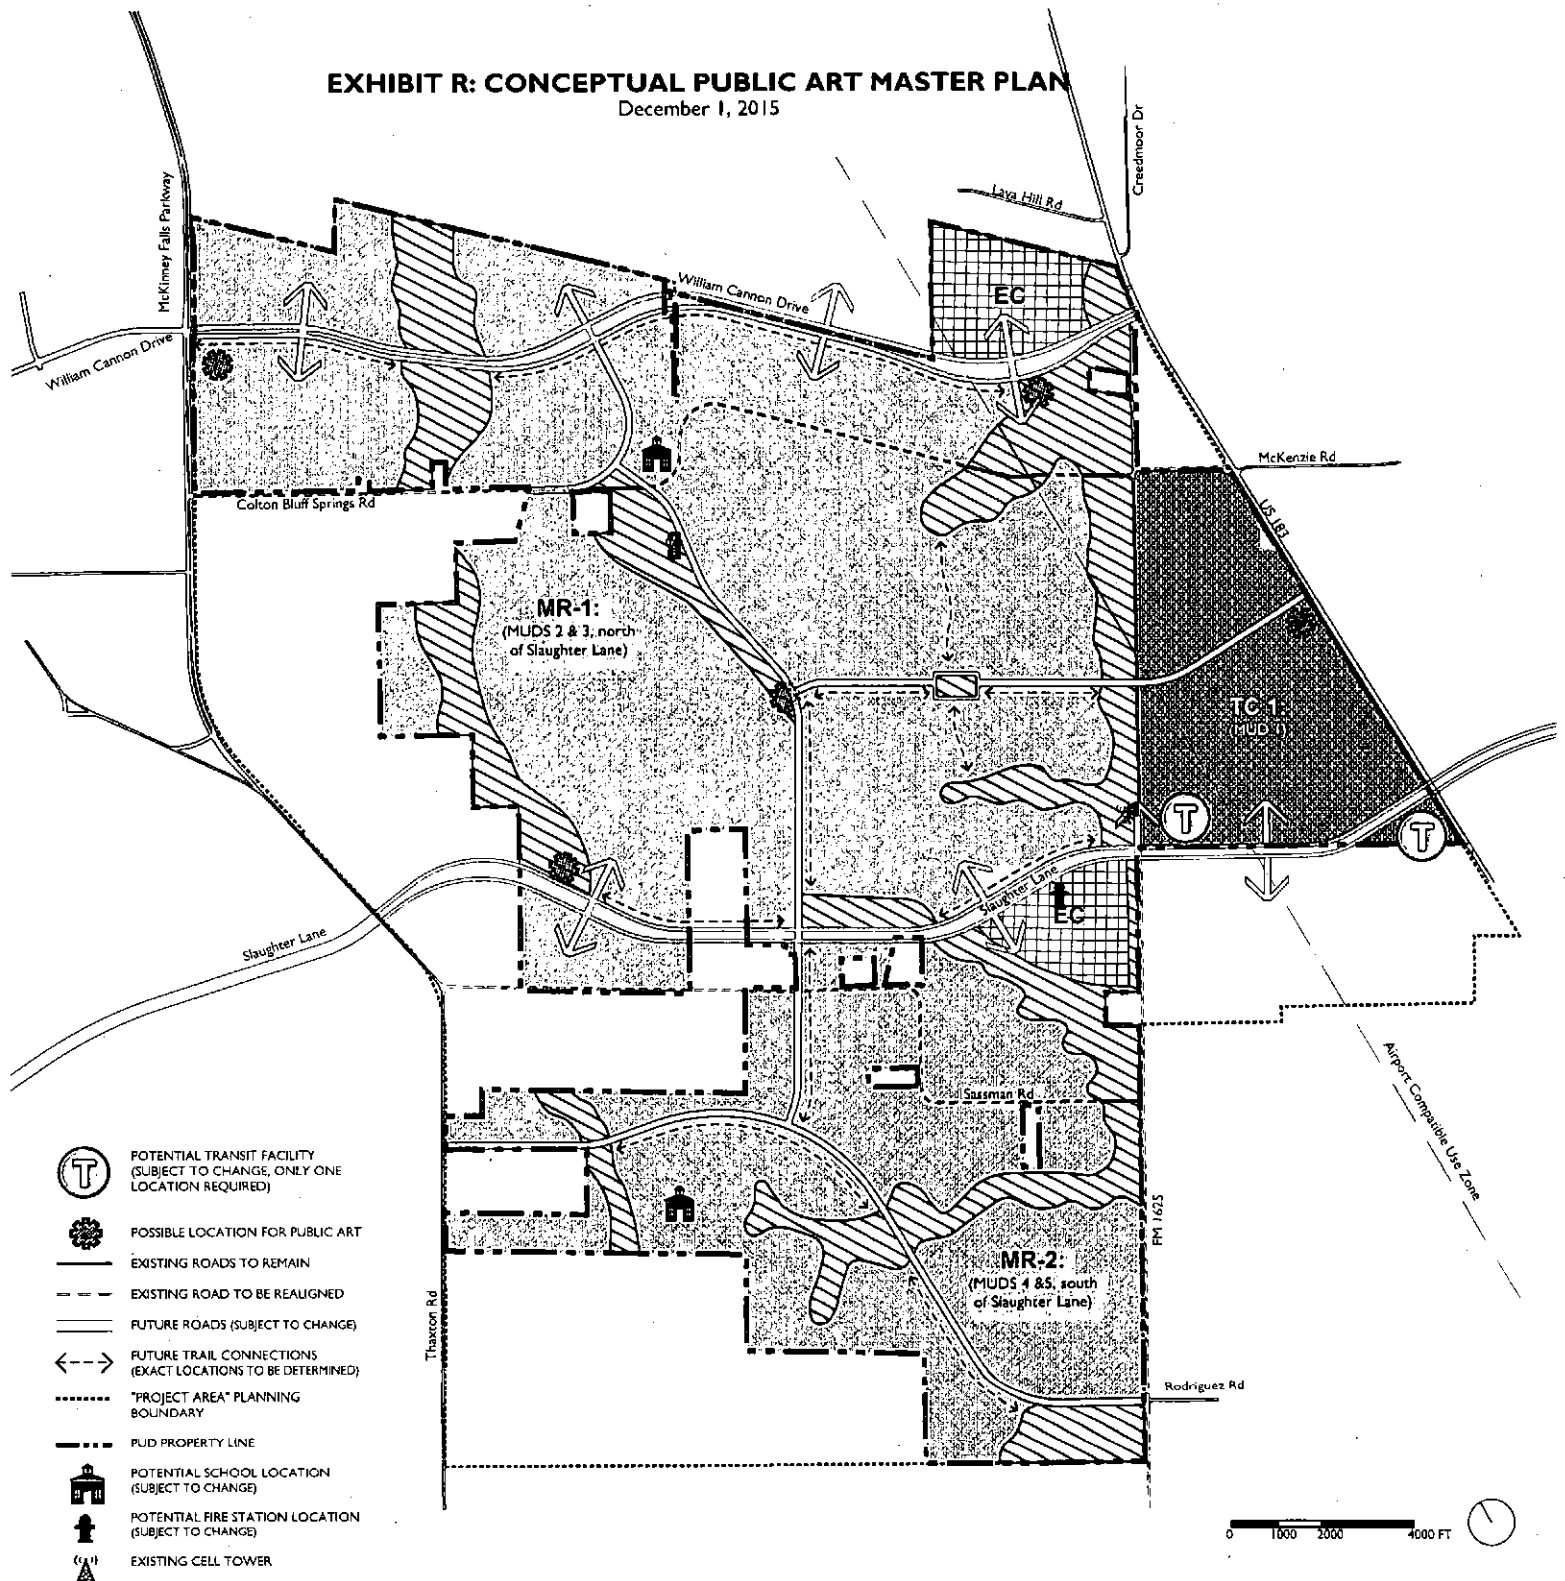 EXHIBIT R: CONCEPTUAL PUBLIC ART MASTER PLAN
December 1, 2015
Creedmoor Dr
Lava Hill Rd
McKinney Falls Parkway
William Cannon Drive
EC
William Cannon Drive
McKenzie Rd
Colton Bluff Springs Rd
US 183
MR-1:
(MUDS 2 & 3, north
of Slaughter Lane)
TC 1
(MUD 1)
T
T
Slaughter Lane
EC
Slaughter Lane
Airport Compatible Use Zone
Sassman Rd
FM 1625
MR-2:
(MUDS 4 &5, south
of Slaughter Lane)
Thaxton Rd
Rodriguez Rd
T
POTENTIAL TRANSIT FACILITY
(SUBJECT TO CHANGE, ONLY ONE
LOCATION REQUIRED)
POSSIBLE LOCATION FOR PUBLIC ART
EXISTING ROADS TO REMAIN
EXISTING ROAD TO BE REALIGNED
FUTURE ROADS (SUBJECT TO CHANGE)
FUTURE TRAIL CONNECTIONS
(EXACT LOCATIONS TO BE DETERMINED)
"PROJECT AREA" PLANNING
BOUNDARY
PUD PROPERTY LINE
POTENTIAL SCHOOL LOCATION
(SUBJECT TO CHANGE)
POTENTIAL FIRE STATION LOCATION
(SUBJECT TO CHANGE)
EXISTING CELL TOWER
0 1000 2000 4000 FT